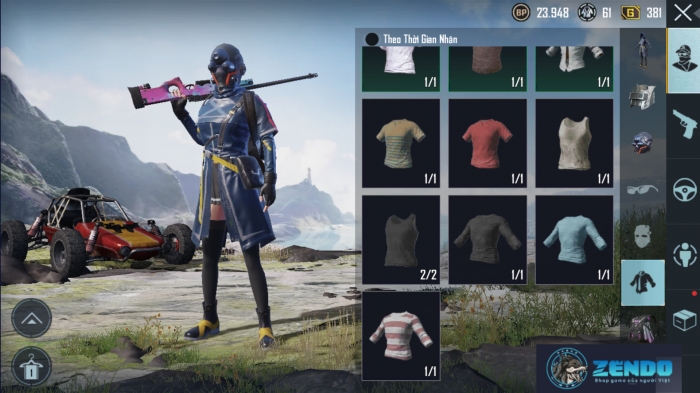 BP 23.948 61 G 381
Theo Thời Gian Nhận
1/1 1/1 1/1
1/1 1/1 1/1
2/2 1/1 1/1
1/1
ZENDO
Shop game của người Việt